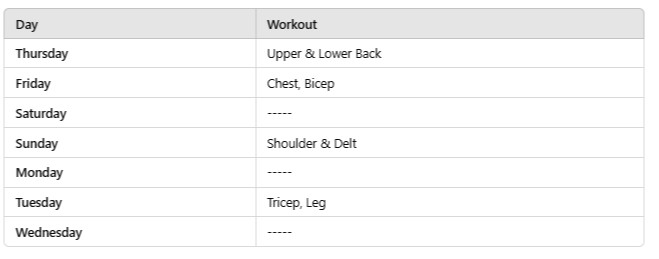 Day Workout
Thursday Upper & Lower Back
Friday Chest, Bicep
Saturday -----
Sunday Shoulder & Delt
Monday -----
Tuesday Tricep, Leg
Wednesday -----